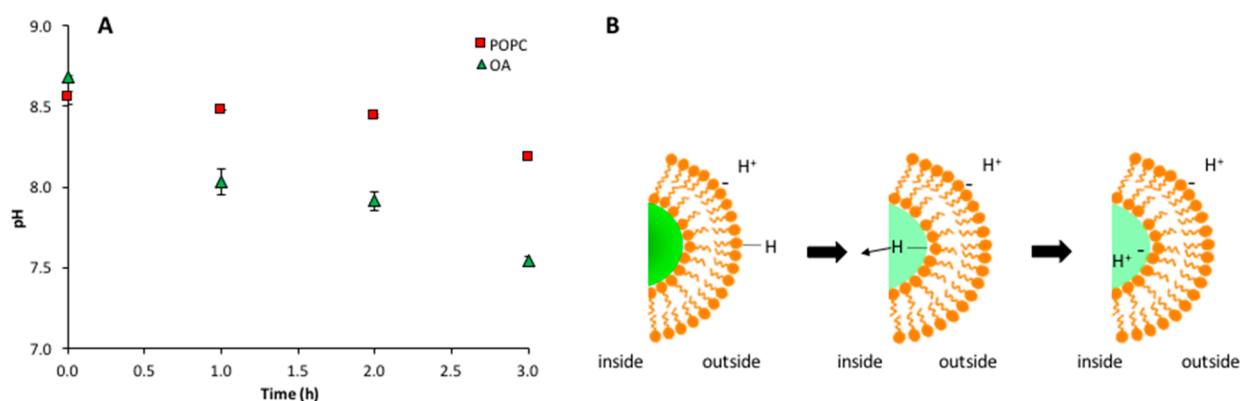 A
B
9.0
8.5
8.0
7.5
7.0
pH
POPC
OA
0.0 0.5 1.0 1.5 2.0 2.5 3.0
Time (h)
- H⁺
H
inside outside
- H⁺
H
inside outside
- H⁺
H⁺ -
inside outside